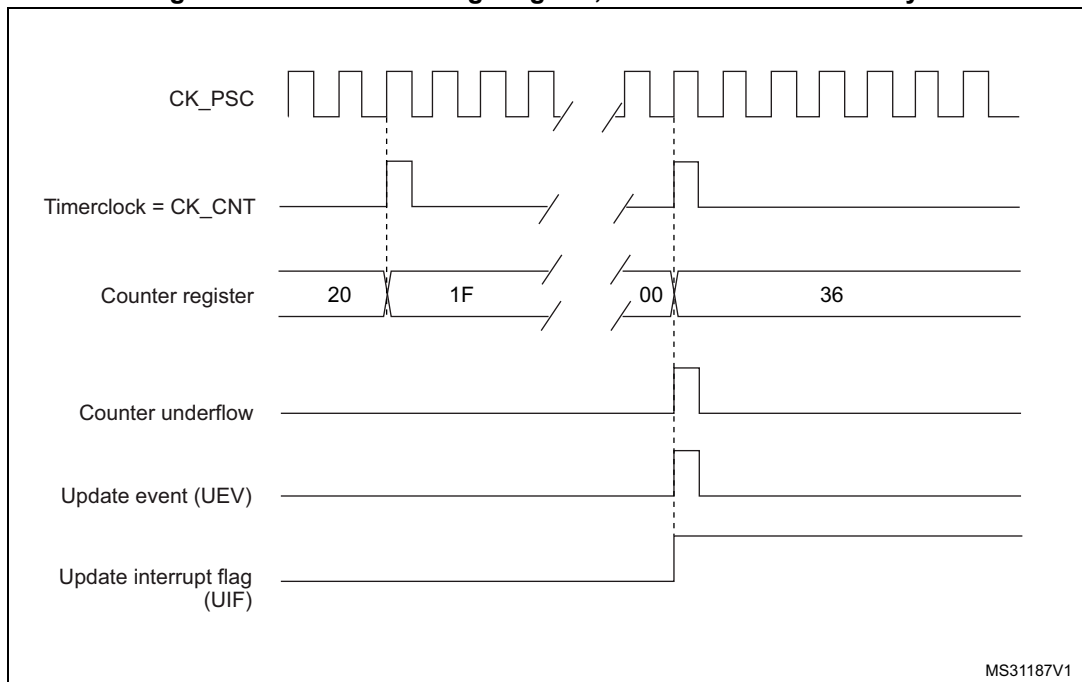 CK_PSC
Timerclock = CK_CNT
Counter register
20
1F
00
36
Counter underflow
Update event (UEV)
Update interrupt flag
(UIF)
MS31187V1